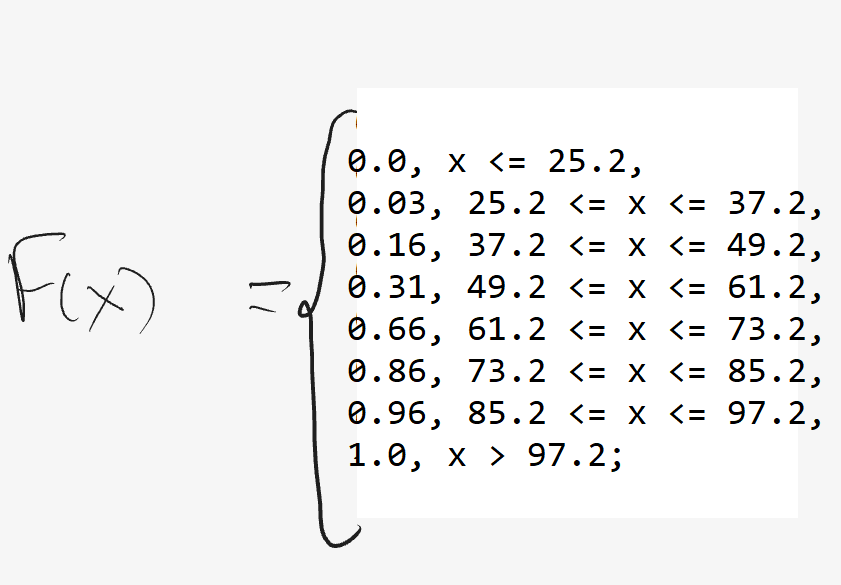 F(x) =
0.0, x <= 25.2,
0.03, 25.2 <= x <= 37.2,
0.16, 37.2 <= x <= 49.2,
0.31, 49.2 <= x <= 61.2,
0.66, 61.2 <= x <= 73.2,
0.86, 73.2 <= x <= 85.2,
0.96, 85.2 <= x <= 97.2,
1.0, x > 97.2;